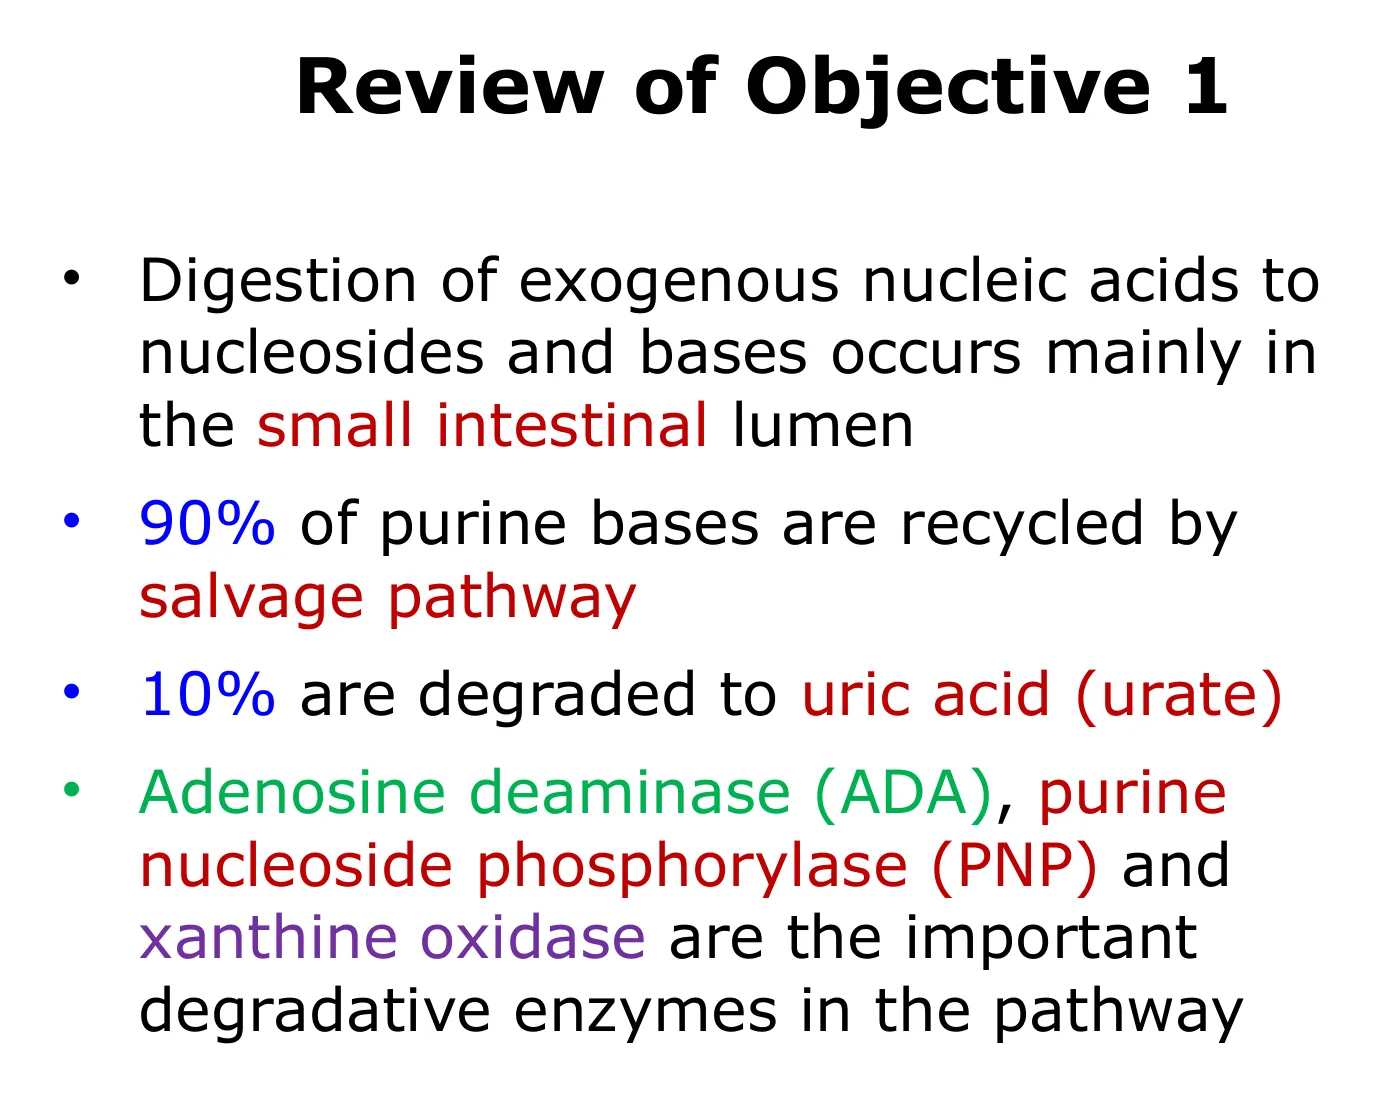 Review of Objective 1
• Digestion of exogenous nucleic acids to
nucleosides and bases occurs mainly in
the small intestinal lumen
• 90% of purine bases are recycled by
salvage pathway
• 10% are degraded to uric acid (urate)
• Adenosine deaminase (ADA), purine
nucleoside phosphorylase (PNP) and
xanthine oxidase are the important
degradative enzymes in the pathway